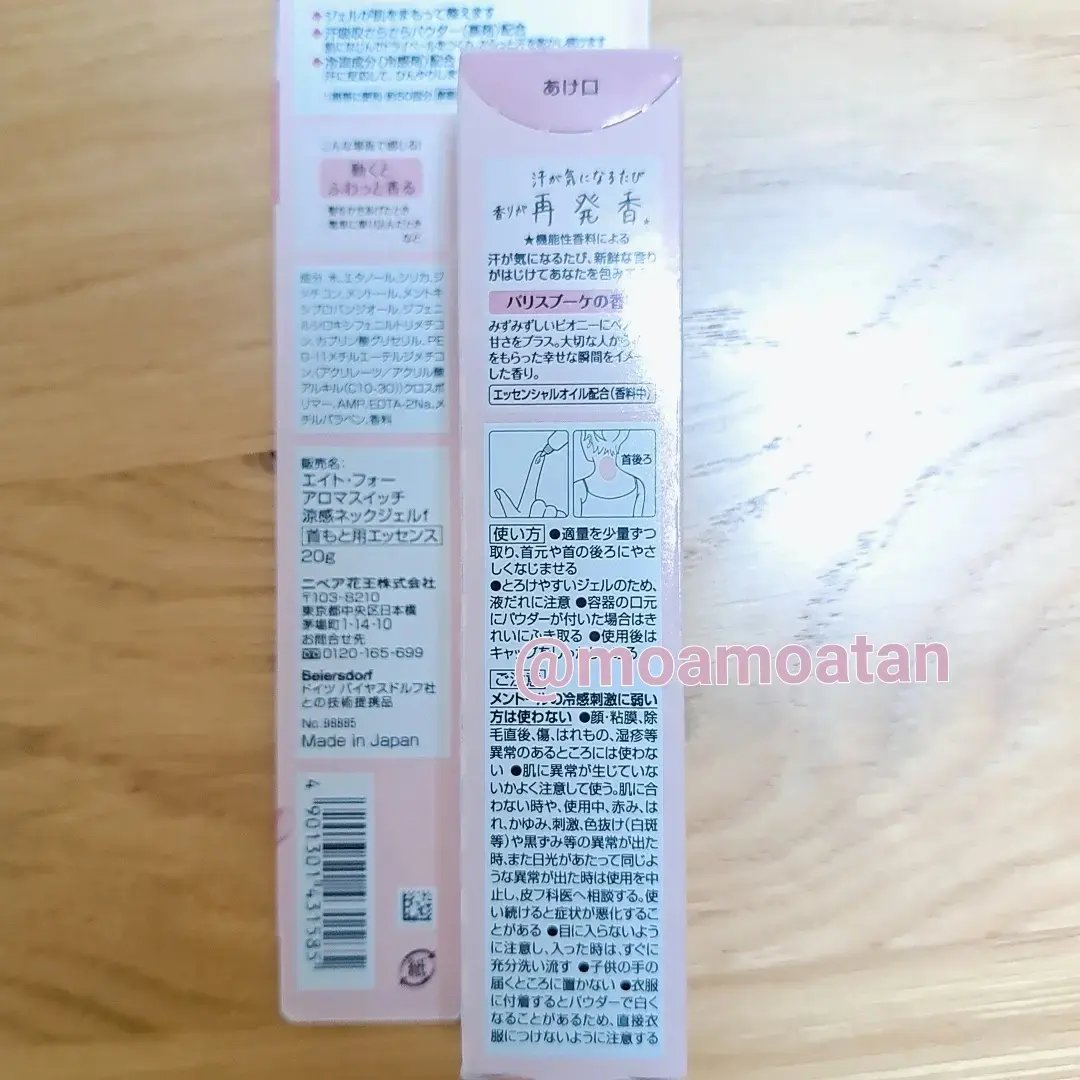 ジェルが肌をまもって整えます
汗吸収さらさらパウダー(基剤)配合
冷涼成分(冷感剤)配合
こんな場面で感じる!
動くと
ふわっと香る
髪をかきあげたとき
など
成分 水、エタノール、シリカ、ジ
メチコン、メントール、メントキ
シプロパンジオール、ジフェニ
ルシロキシフェニルトリメチコ
ン、カプリン酸グリセリル、PE
G-11メチルエーテルジメチコ
ン、(アクリレーツ/アクリル酸
アルキル(C10-30))クロスポ
リマー、AMP、EDTA-2Na、メ
チルパラベン、香料
販売名:
エイト・フォー
アロマスイッチ
涼感ネックジェルf
首もと用エッセンス
20g
ニベア花王株式会社
〒103-8210
東京都中央区日本橋
茅場町1-14-10
お問合せ先
0120-165-699
Beiersdorf
ドイツ バイヤスドルフ社
との技術提携品
No. 98895
Made in Japan
4 901301 431585
紙
あけ口
汗が気になるたび
香りが再発香★
★機能性香料による
汗が気になるたび、新鮮な香り
がはじけてあなたを包みます
パリスブーケの香
みずみずしいピオニーに
甘さをプラス。大切な人から
をもらった幸せな瞬間をイメー
した香り。
エッセンシャルオイル配合(香料中)
首後ろ
使い方 ●適量を少量ずつ
取り、首元や首の後ろにやさ
しくなじませる
●とろけやすいジェルのため、
液だれに注意 ●容器の口元
にパウダーが付いた場合はき
れいにふき取る ●使用後は
キャップを
@moamoatan
ご注意
メントールの冷感刺激に弱い
方は使わない ●顔・粘膜、除
毛直後、傷、はれもの、湿疹等
異常のあるところには使わな
い ●肌に異常が生じていな
いかよく注意して使う。肌に合
わない時や、使用中、赤み、は
れ、かゆみ、刺激、色抜け(白斑
等)や黒ずみ等の異常が出た
時、また日光があたって同じよ
うな異常が出た時は使用を中
止し、皮フ科医へ相談する。使
い続けると症状が悪化するこ
とがある ●目に入らないよう
に注意し、入った時は、すぐに
充分洗い流す ●子供の手の
届くところに置かない ●衣服
に付着するとパウダーで白く
なることがあるため、直接衣
服につけないように注意する